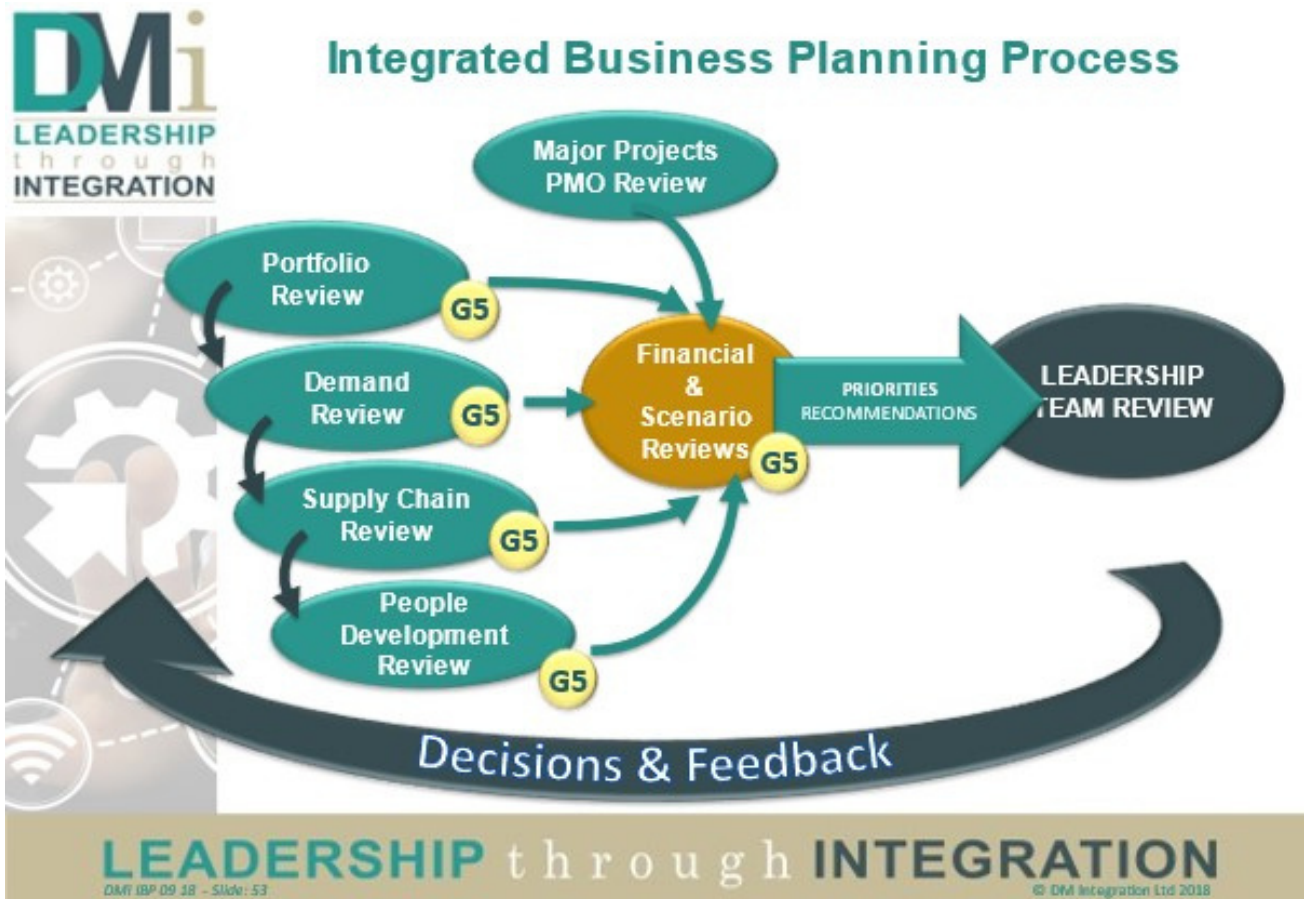 DMi
LEADERSHIP
through
INTEGRATION
Integrated Business Planning Process
Major Projects
PMO Review
Portfolio
Review
G5
Demand
Review
G5
Supply Chain
Review
G5
People
Development
Review
G5
Financial
&
Scenario
Reviews
G5
PRIORITIES
RECOMMENDATIONS
LEADERSHIP
TEAM REVIEW
Decisions & Feedback
LEADERSHIP through INTEGRATION
DMI IBP 09 18 - Slide: 53
© DM Integration Ltd 2018